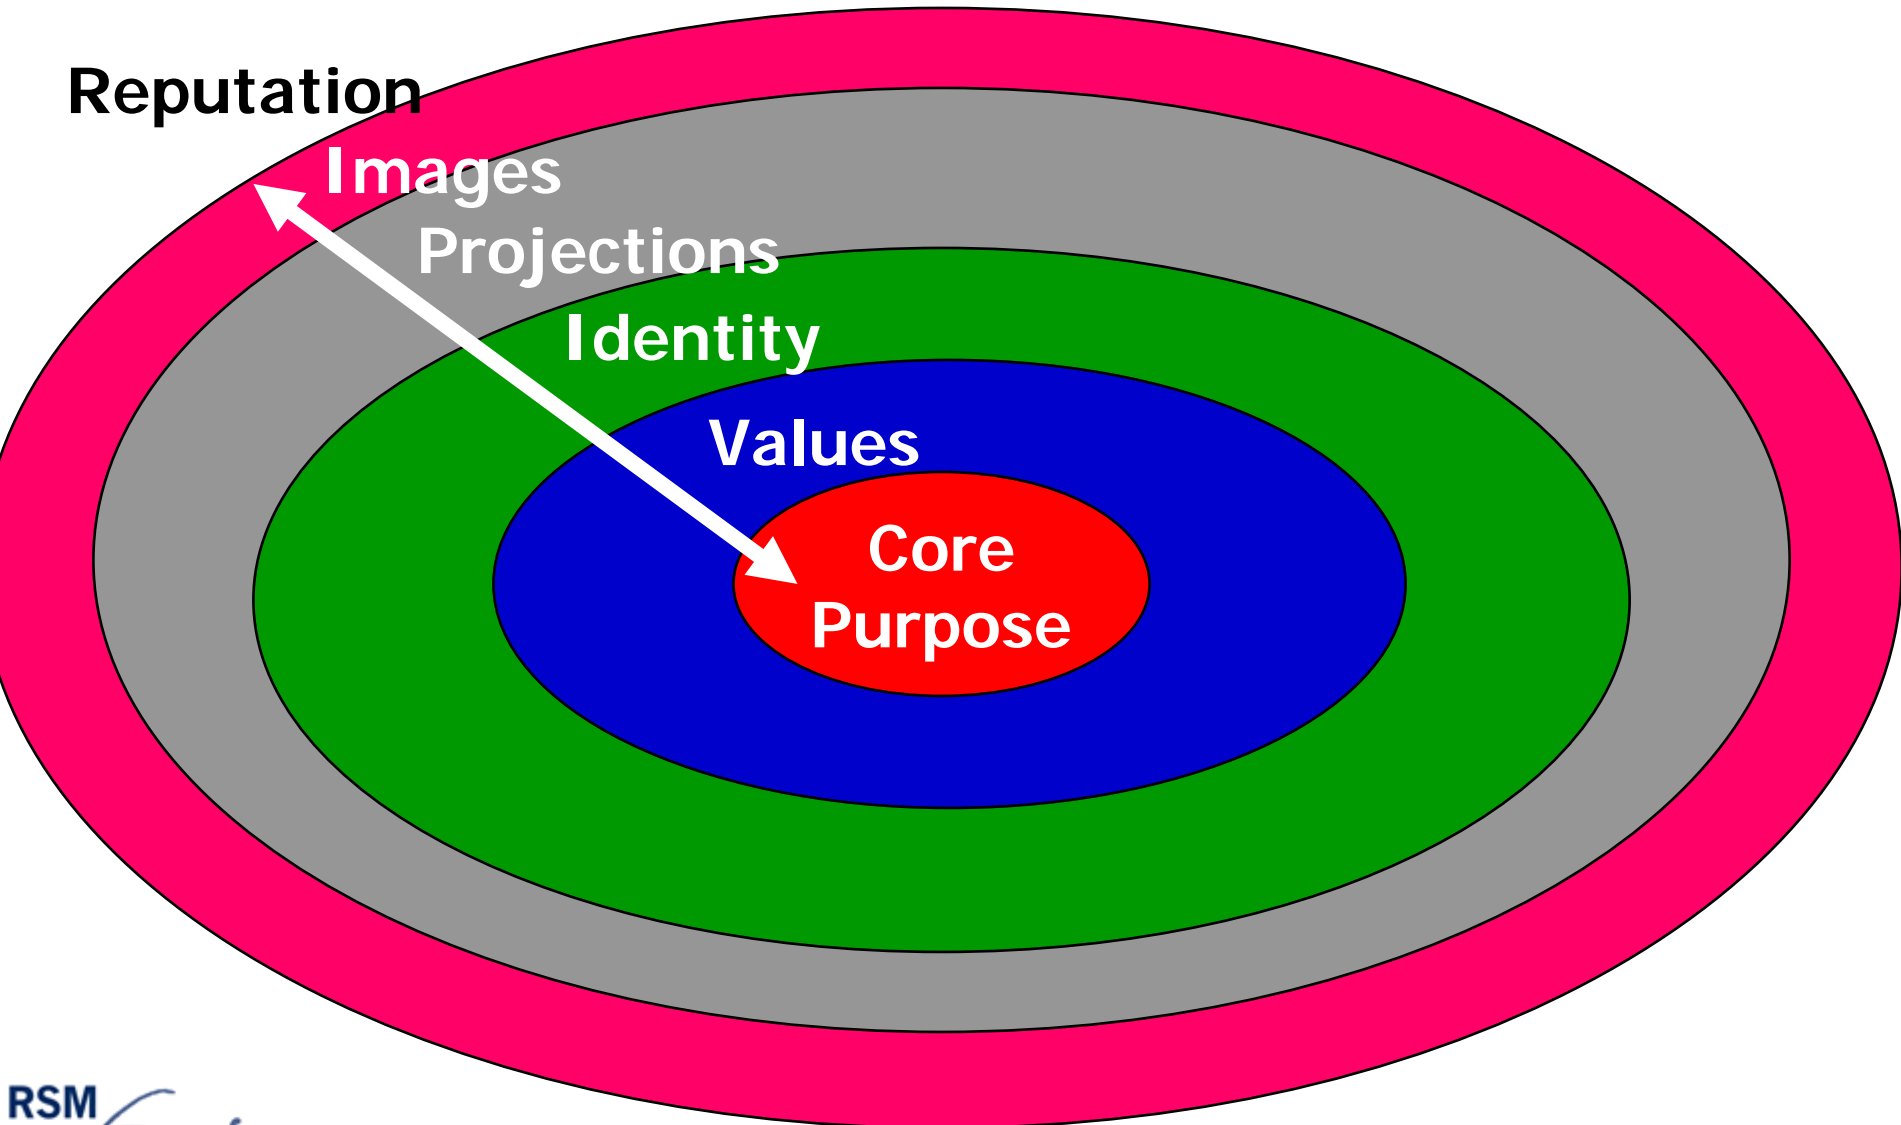 Reputation
Images
Projections
Identity
Values
Core
Purpose
RSM